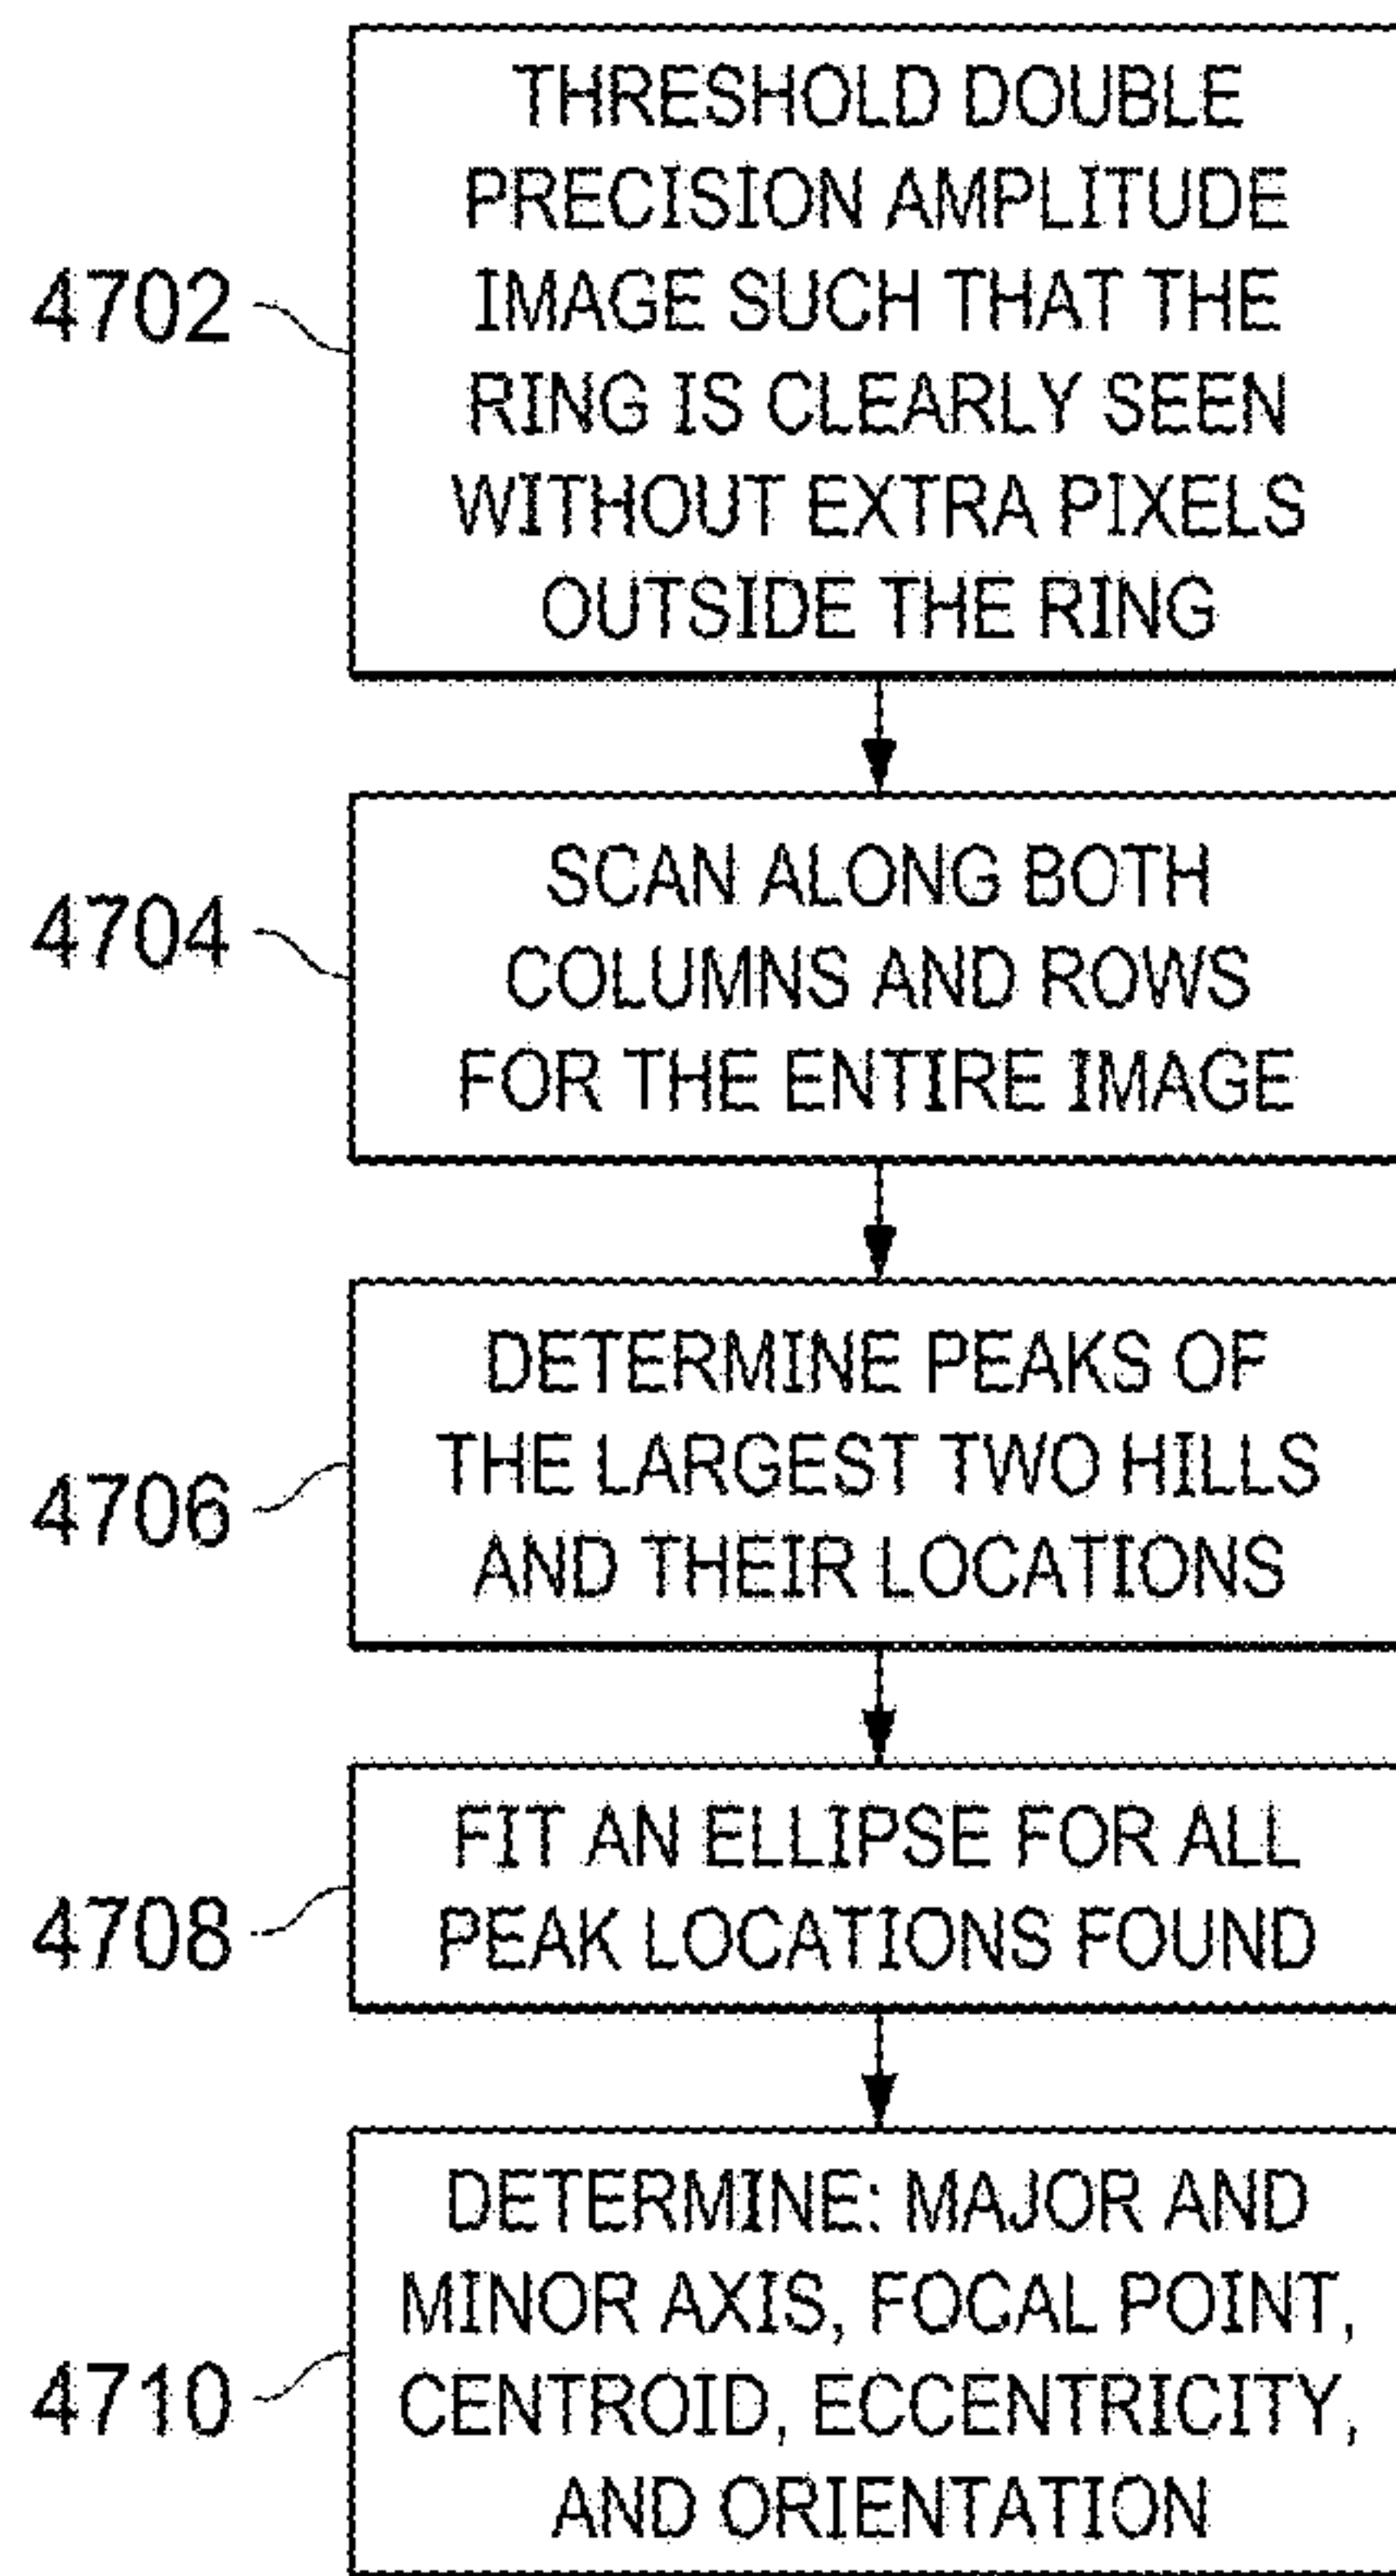 4702
THRESHOLD DOUBLE
PRECISION AMPLITUDE
IMAGE SUCH THAT THE
RING IS CLEARLY SEEN
WITHOUT EXTRA PIXELS
OUTSIDE THE RING
4704
SCAN ALONG BOTH
COLUMNS AND ROWS
FOR THE ENTIRE IMAGE
4706
DETERMINE PEAKS OF
THE LARGEST TWO HILLS
AND THEIR LOCATIONS
4708
FIT AN ELLIPSE FOR ALL
PEAK LOCATIONS FOUND
4710
DETERMINE: MAJOR AND
MINOR AXIS, FOCAL POINT,
CENTROID, ECCENTRICITY,
AND ORIENTATION